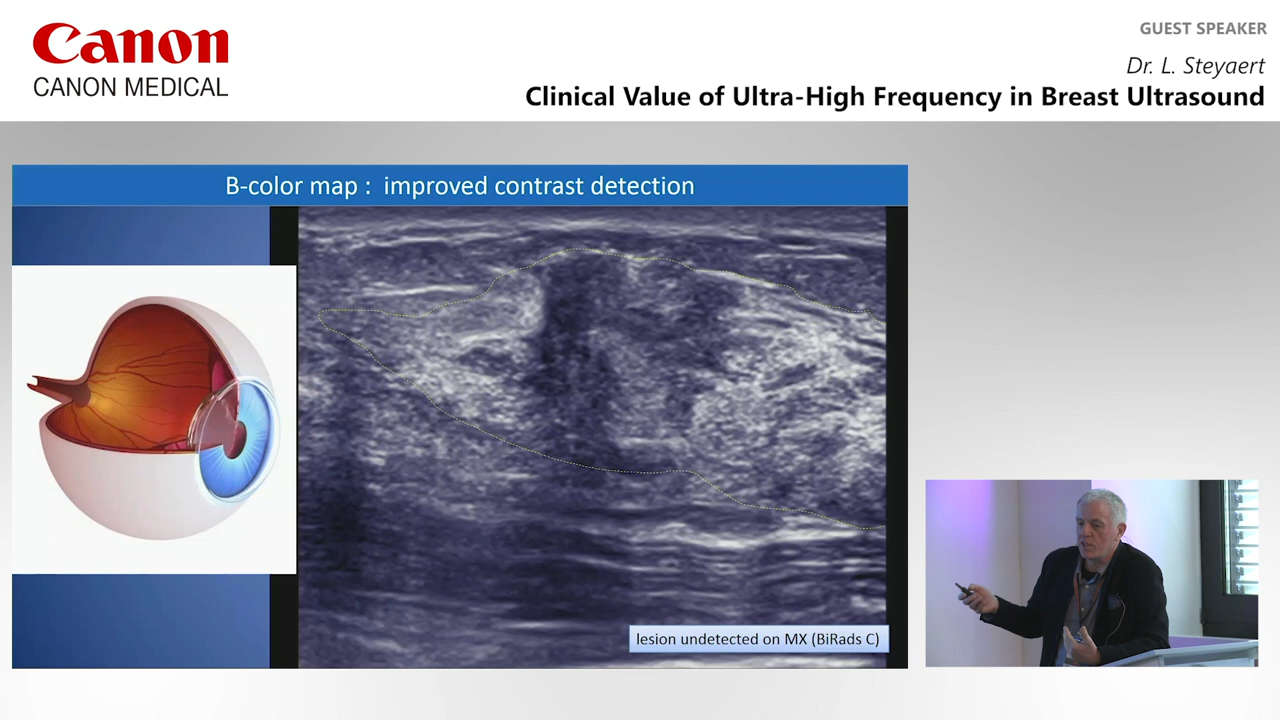 Canon
CANON MEDICAL
GUEST SPEAKER
Dr. L. Steyaert
Clinical Value of Ultra-High Frequency in Breast Ultrasound
B-color map : improved contrast detection
lesion undetected on MX (BiRads C)